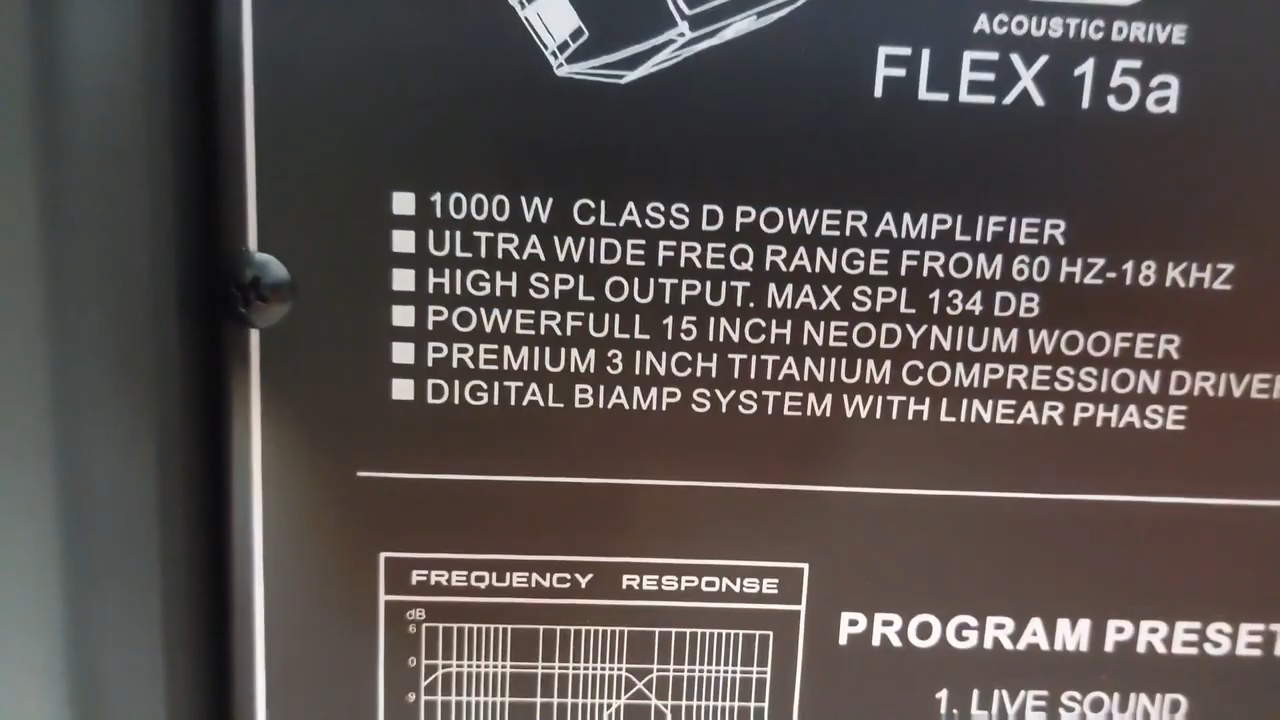 ACOUSTIC DRIVE
FLEX 15a
1000 W CLASS D POWER AMPLIFIER
ULTRA WIDE FREQ RANGE FROM 60 HZ-18 KHZ
HIGH SPL OUTPUT. MAX SPL 134 DB
POWERFULL 15 INCH NEODYNIUM WOOFER
PREMIUM 3 INCH TITANIUM COMPRESSION DRIVE
DIGITAL BIAMP SYSTEM WITH LINEAR PHASE
FREQUENCY RESPONSE
dB
6
0
9
PROGRAM PRESET
1. LIVE SOUND